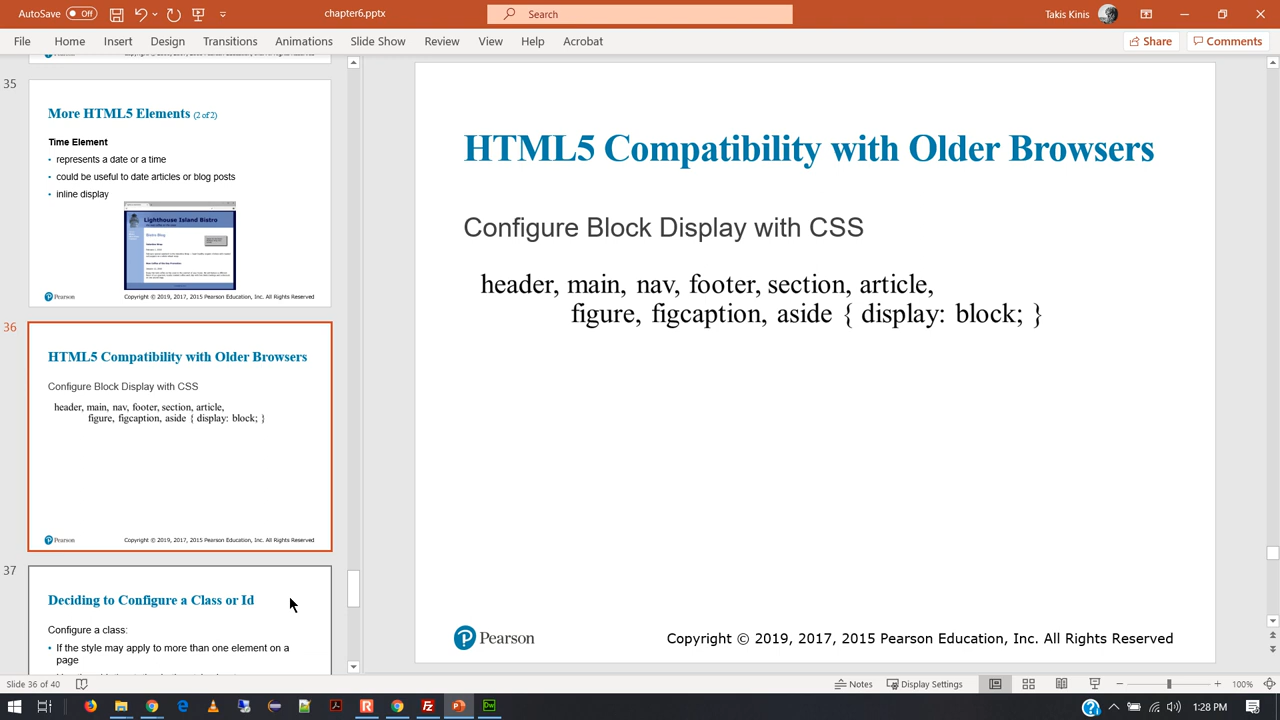 AutoSave Off
chapter6.pptx
Search
Takis Kinis
File Home Insert Design Transitions Animations Slide Show Review View Help Acrobat
Share Comments
35
More HTML5 Elements (2 of 2)
Time Element
• represents a date or a time
• could be useful to date articles or blog posts
• inline display
Lighthouse Island Bistro
Pearson
Copyright © 2019, 2017, 2015 Pearson Education, Inc. All Rights Reserved
36
HTML5 Compatibility with Older Browsers
Configure Block Display with CSS
header, main, nav, footer, section, article,
figure, figcaption, aside { display: block; }
Pearson
Copyright © 2019, 2017, 2015 Pearson Education, Inc. All Rights Reserved
37
Deciding to Configure a Class or Id
Configure a class:
• If the style may apply to more than one element on a
page
HTML5 Compatibility with Older Browsers
Configure Block Display with CSS
header, main, nav, footer, section, article,
figure, figcaption, aside { display: block; }
Pearson
Copyright © 2019, 2017, 2015 Pearson Education, Inc. All Rights Reserved
Slide 36 of 40
Notes Display Settings
100%
1:28 PM